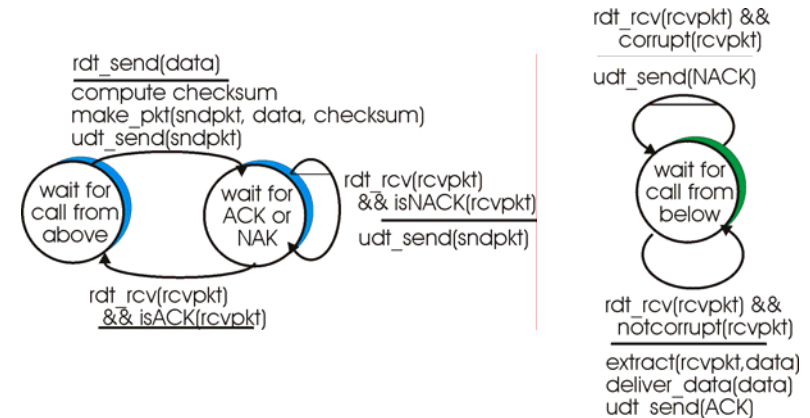 rdt_send(data)
compute checksum
make_pkt(sndpkt, data, checksum)
udt_send(sndpkt)
wait for
call from
above
wait for
ACK or
NAK
rdt_rcv(rcvpkt)
&& isNACK(rcvpkt)
udt_send(sndpkt)
rdt_rcv(rcvpkt)
&& isACK(rcvpkt)
rdt_rcv(rcvpkt) &&
corrupt(rcvpkt)
udt_send(NACK)
wait for
call from
below
rdt_rcv(rcvpkt) &&
notcorrupt(rcvpkt)
extract(rcvpkt,data)
deliver_data(data)
udt_send(ACK)